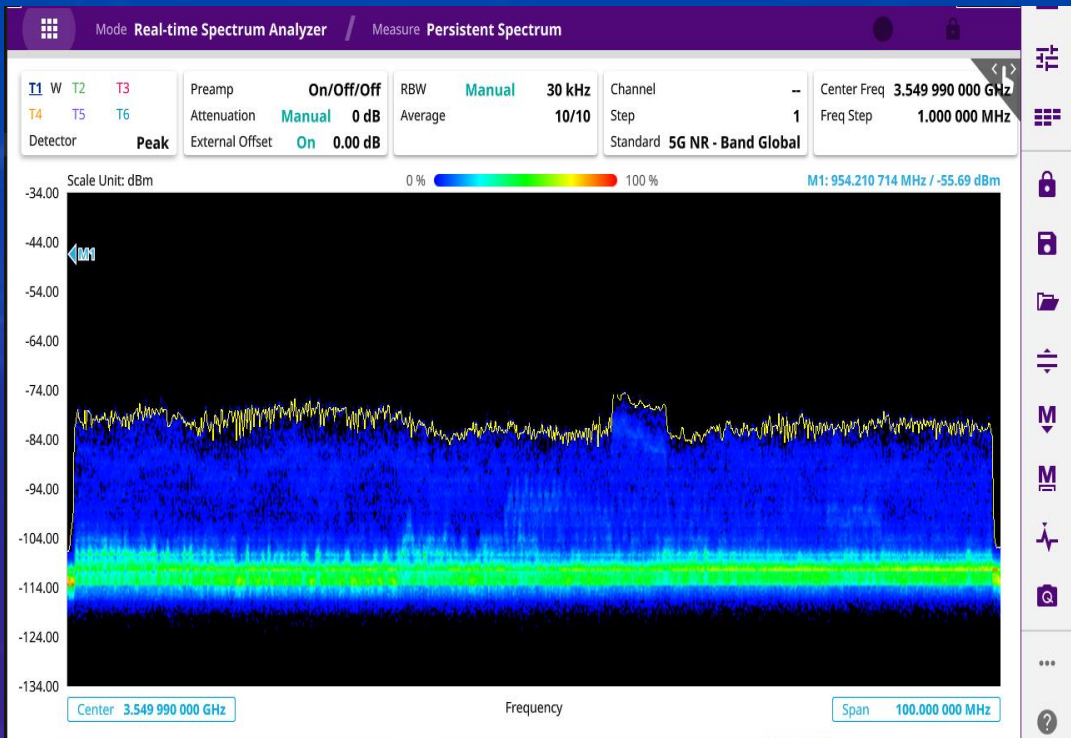 Mode Real-time Spectrum Analyzer / Measure Persistent Spectrum
T1 W T2 T3
T4 T5 T6
Detector Peak
Preamp On/Off/Off
Attenuation Manual 0 dB
External Offset On 0.00 dB
RBW Manual 30 kHz
Average 10/10
Channel --
Step 1
Standard 5G NR - Band Global
Center Freq 3.549 990 000 GHz
Freq Step 1.000 000 MHz
Scale Unit: dBm
0 % 100 %
M1: 954.210 714 MHz / -55.69 dBm
-34.00
-44.00
M1
-54.00
-64.00
-74.00
-84.00
-94.00
-104.00
-114.00
-124.00
-134.00
Center 3.549 990 000 GHz
Frequency
Span 100.000 000 MHz
M
M
Q
?